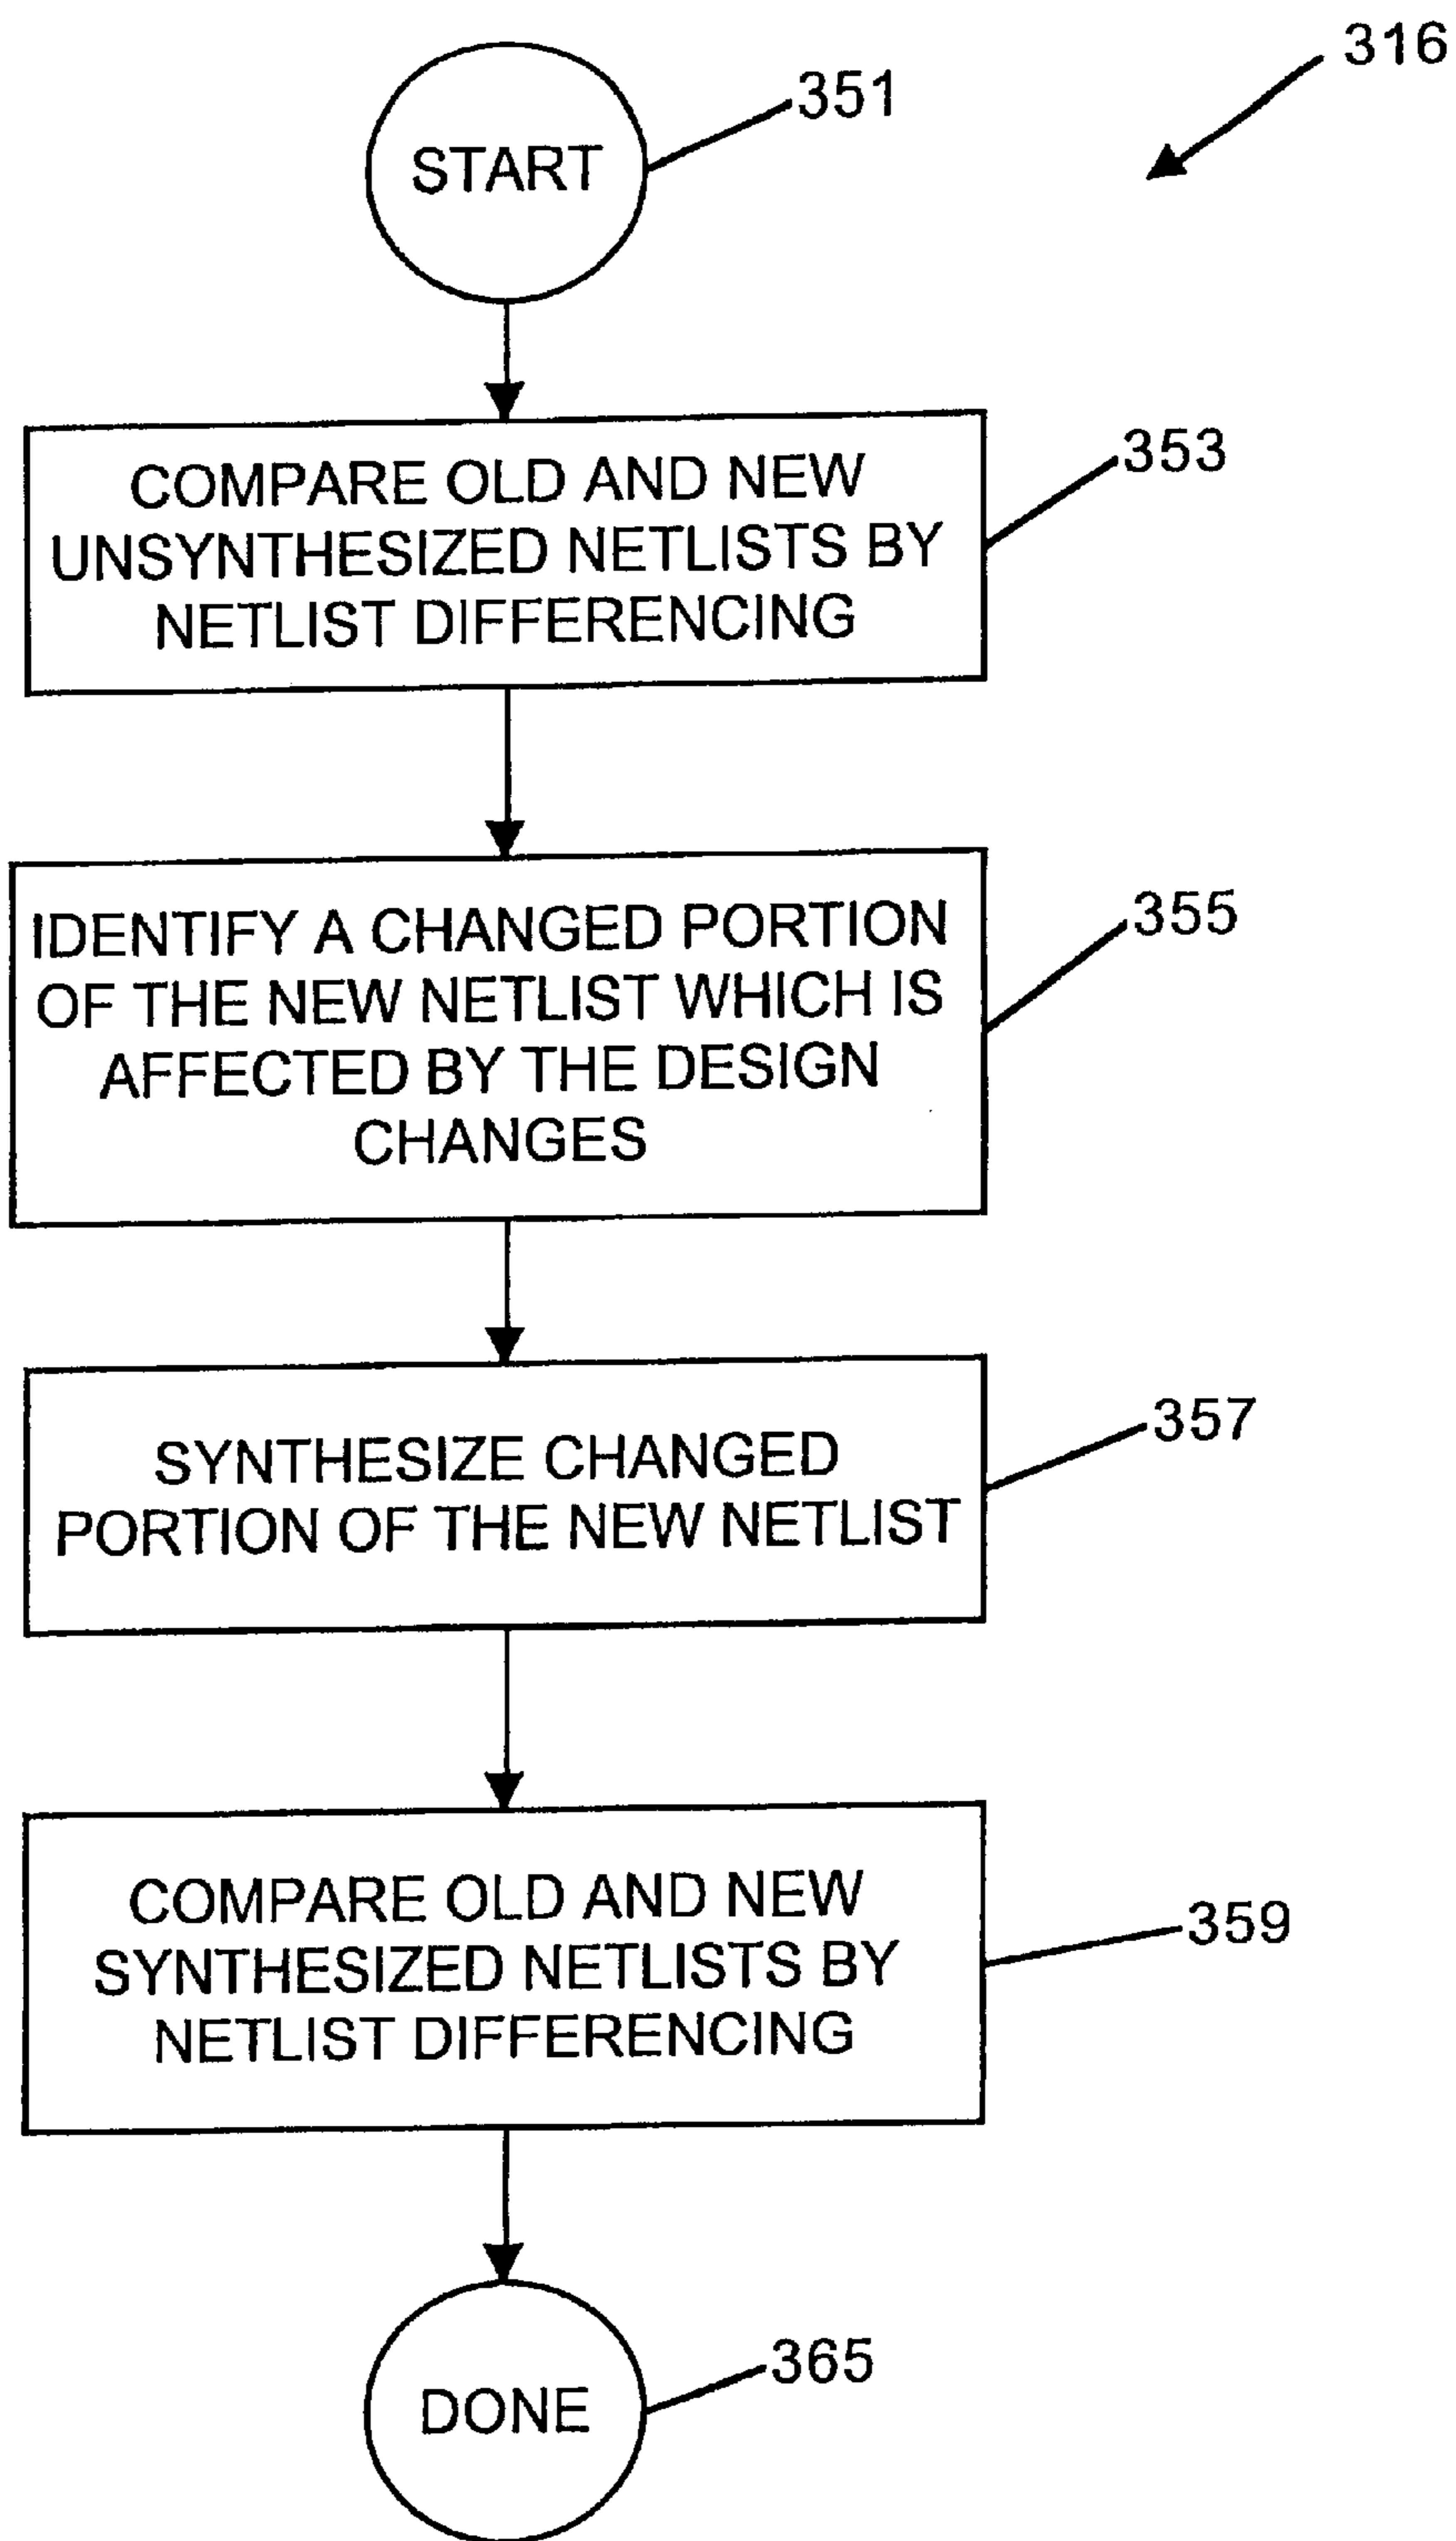 316
351
START
353
COMPARE OLD AND NEW
UNSYNTHESIZED NETLISTS BY
NETLIST DIFFERENCING
355
IDENTIFY A CHANGED PORTION
OF THE NEW NETLIST WHICH IS
AFFECTED BY THE DESIGN
CHANGES
357
SYNTHESIZE CHANGED
PORTION OF THE NEW NETLIST
359
COMPARE OLD AND NEW
SYNTHESIZED NETLISTS BY
NETLIST DIFFERENCING
365
DONE